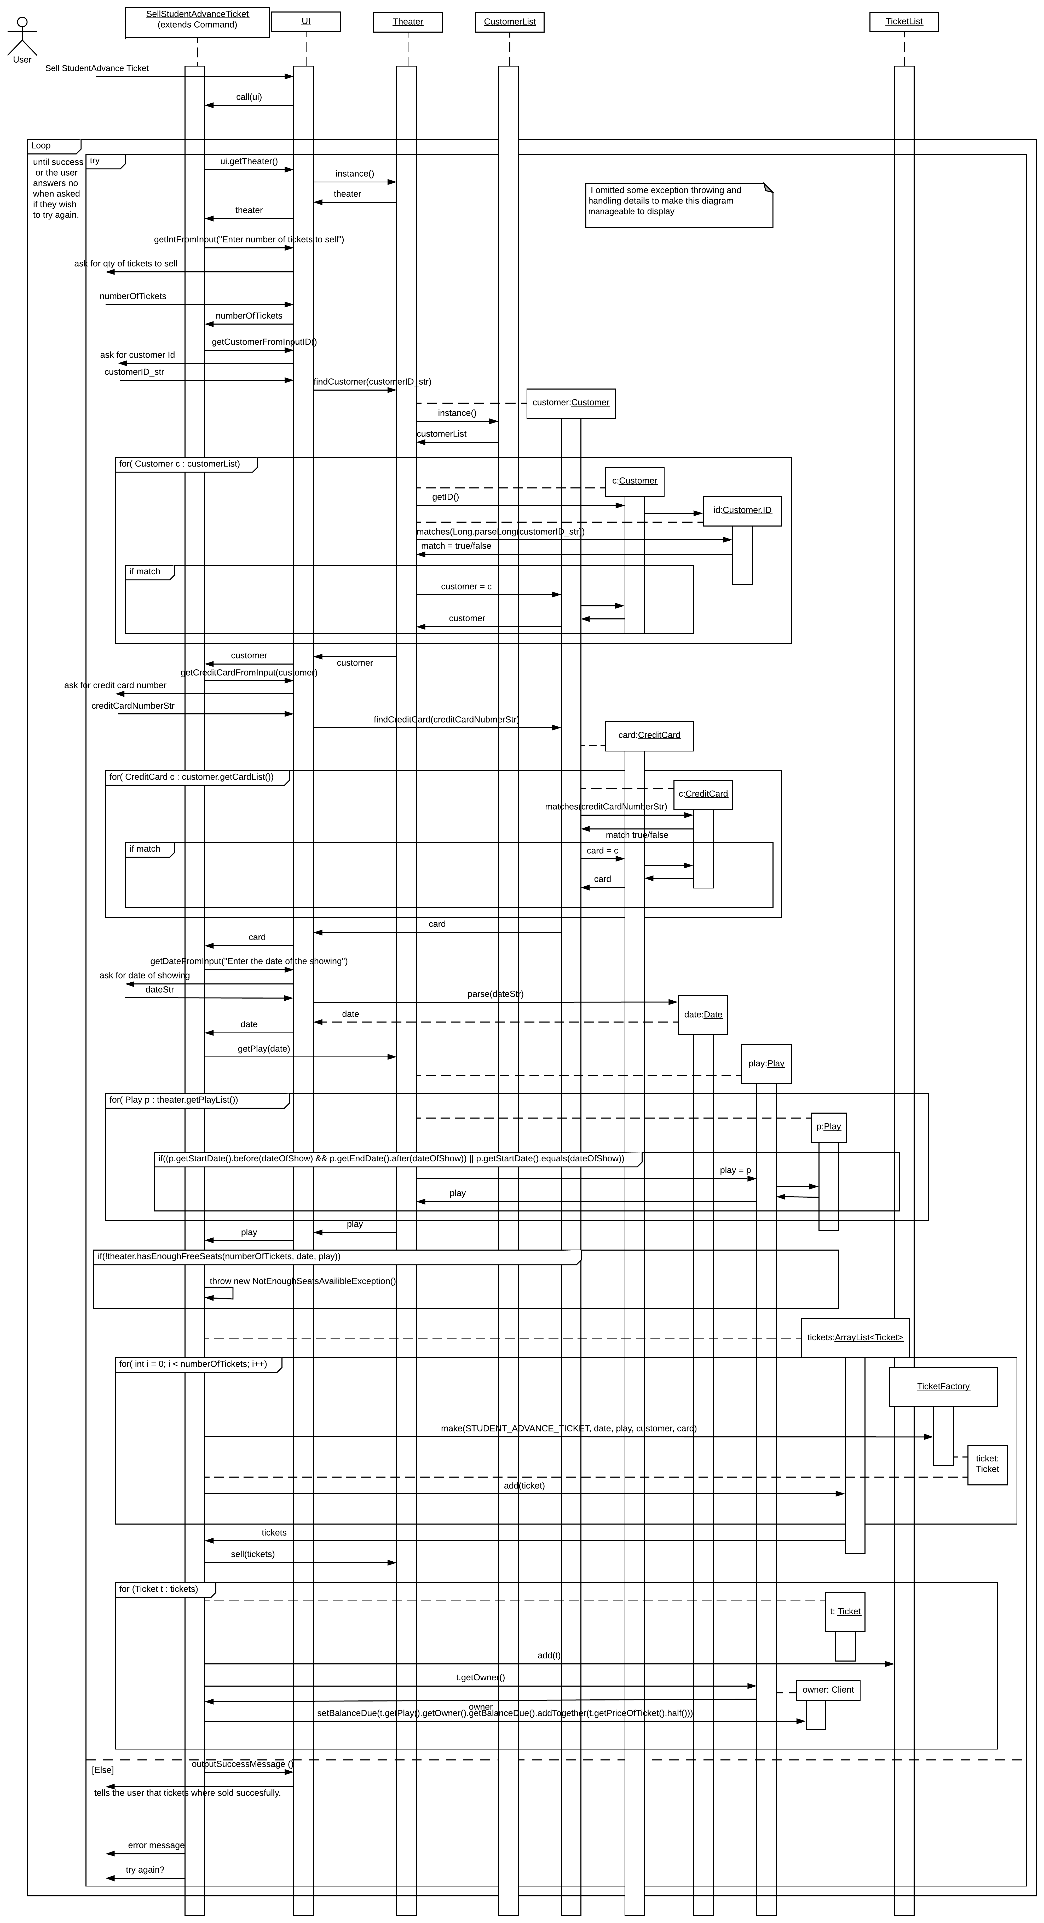 SellStudentAdvanceTicket
(extends Command)
UI
Theater
CustomerList
TicketList
User
Sell StudentAdvance Ticket
call(ui)
Loop
until success
or the user
answers no
when asked
if they wish
to try again.
try
ui.getTheater()
instance()
theater
theater
I omitted some exception throwing and
handling details to make this diagram
manageable to display
getIntFromInput("Enter number of tickets to sell")
ask for qty of tickets to sell
numberOfTickets
numberOfTickets
getCustomerFromInputID()
ask for customer Id
customerID_str
findCustomer(customerID_str)
customer:Customer
instance()
customerList
for( Customer c : customerList)
c:Customer
getID()
id:Customer.ID
matches(Long.parseLong(customerID_str))
match = true/false
if match
customer = c
customer
customer
customer
getCreditCardFromInput(customer)
ask for credit card number
creditCardNumberStr
findCreditCard(creditCardNubmerStr)
card:CreditCard
for( CreditCard c : customer.getCardList())
c:CreditCard
matches(creditCardNumberStr)
match true/false
if match
card = c
card
card
card
getDateFromInput("Enter the date of the showing")
ask for date of showing
dateStr
parse(dateStr)
date:Date
date
date
getPlay(date)
play:Play
for( Play p : theater.getPlayList())
p:Play
if((p.getStartDate().before(dateOfShow) && p.getEndDate().after(dateOfShow)) || p.getStartDate().equals(dateOfShow))
play = p
play
play
play
if(!theater.hasEnoughFreeSeats(numberOfTickets, date, play))
throw new NotEnoughSeatsAvailibleException()
tickets:ArrayList<Ticket>
for( int i = 0; i < numberOfTickets; i++)
TicketFactory
make(STUDENT_ADVANCE_TICKET, date, play, customer, card)
ticket:
Ticket
add(ticket)
tickets
sell(tickets)
for (Ticket t : tickets)
t: Ticket
add(t)
t.getOwner()
owner: Client
owner
setBalanceDue(t.getPlay().getOwner().getBalanceDue().addTogether(t.getPriceOfTicket().half()))
[Else]
outputSuccessMessage ()
tells the user that tickets where sold succesfully.
error message
try again?